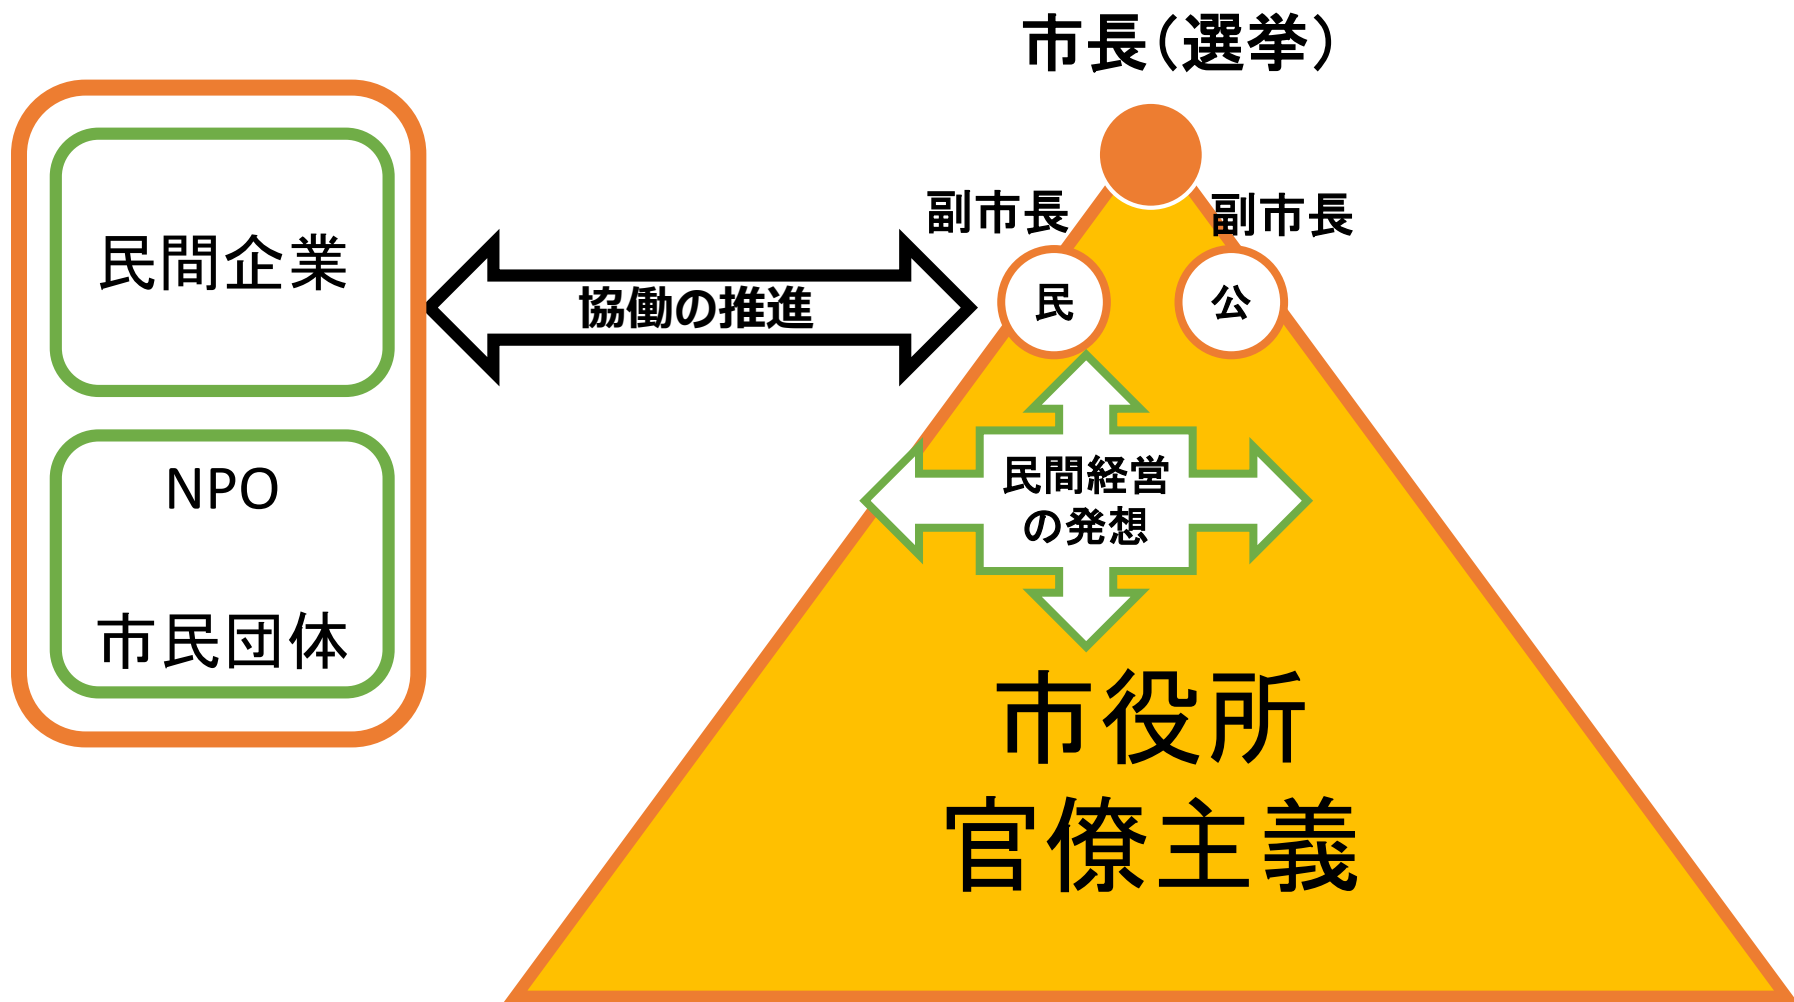 市長（選挙）
副市長
副市長
民間企業
協働の推進
民
公
民間経営
の発想
NPO
市民団体
市役所
官僚主義